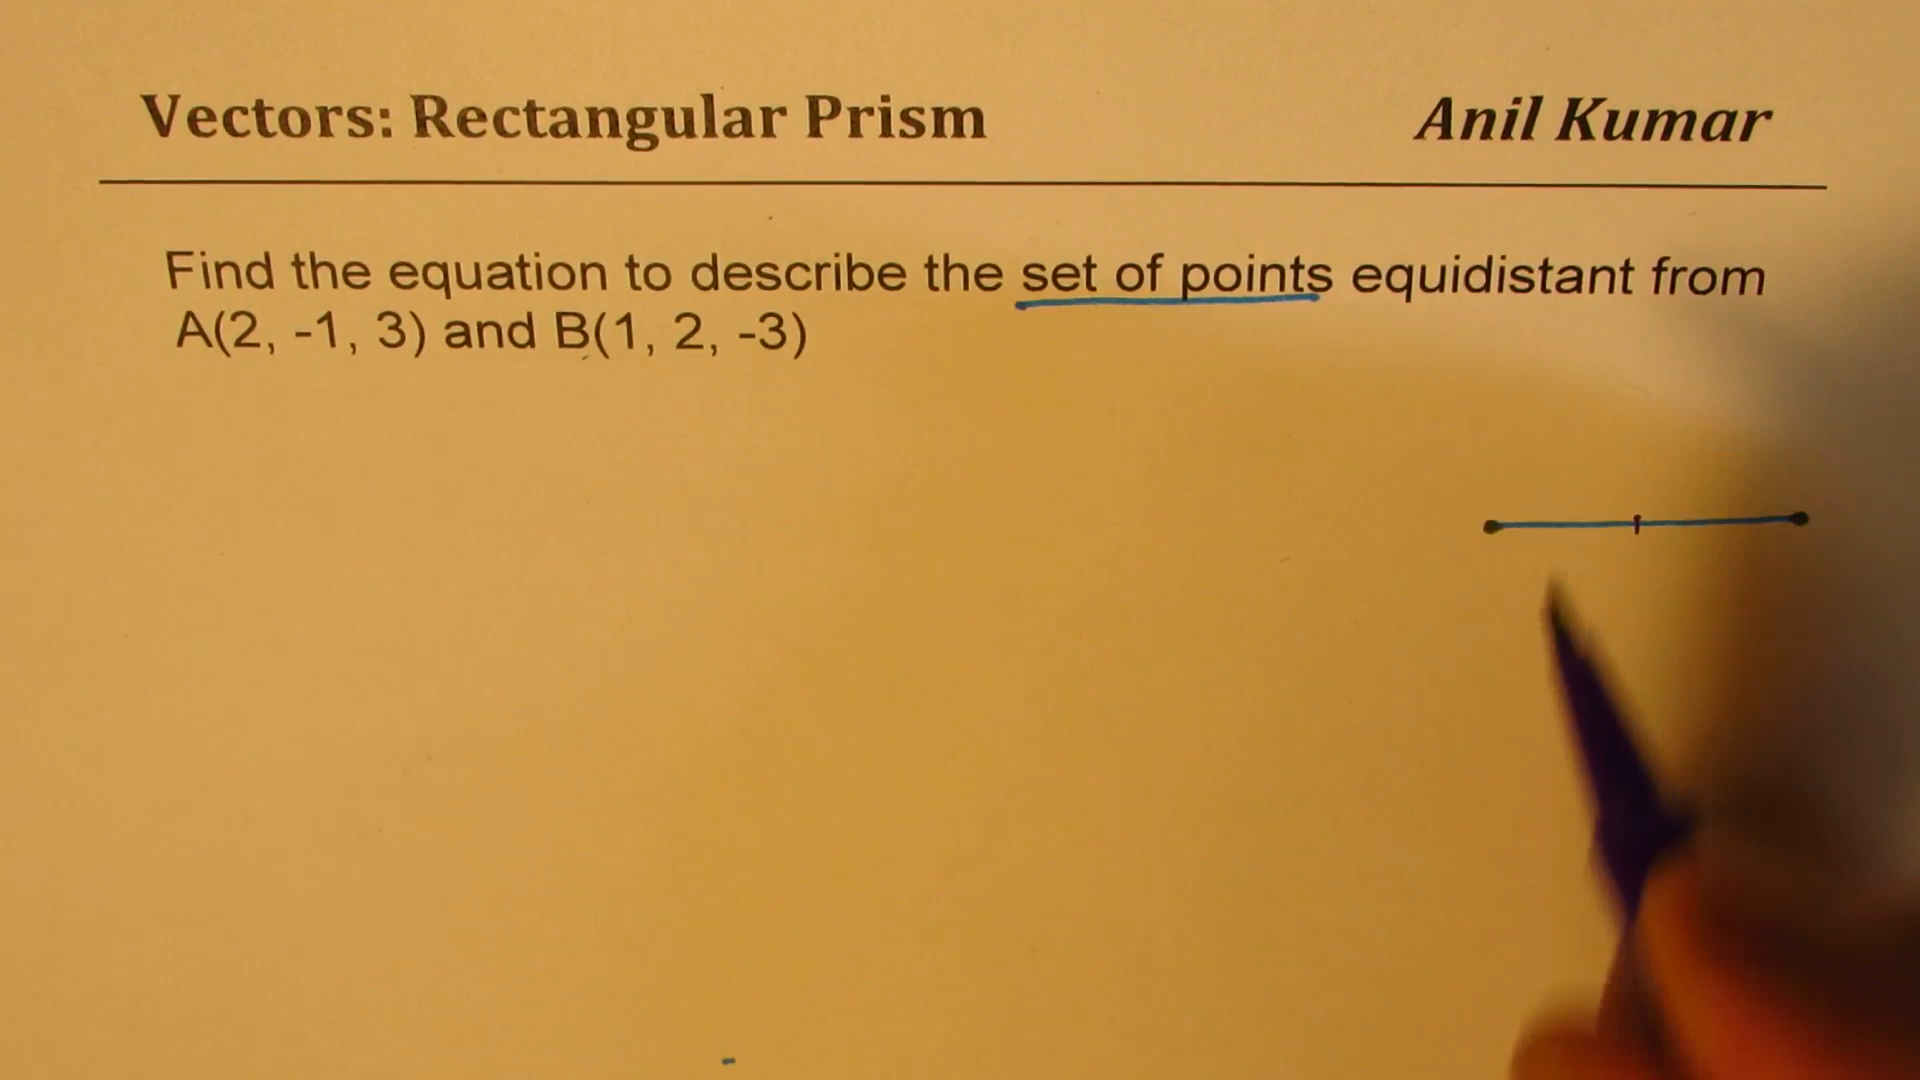 Vectors: Rectangular Prism
Anil Kumar
Find the equation to describe the set of points equidistant from
A(2, -1, 3) and B(1, 2, -3)